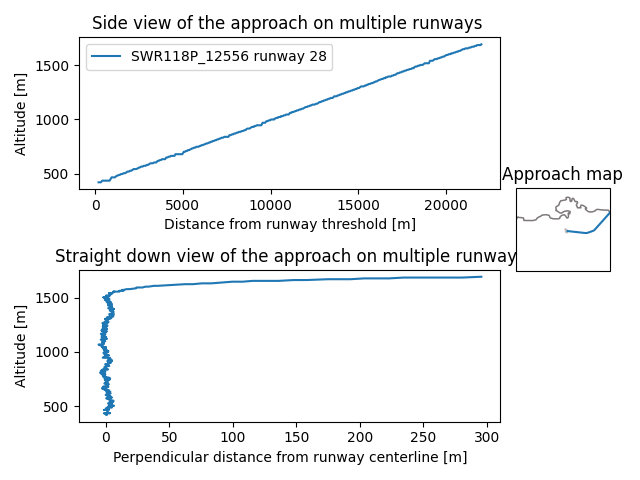 Side view of the approach on multiple runways
SWR118P_12556 runway 28
Altitude [m]
1500
1000
500
0 5000 10000 15000 20000
Distance from runway threshold [m]
Approach map
Straight down view of the approach on multiple runway
Altitude [m]
1500
1000
500
0 50 100 150 200 250 300
Perpendicular distance from runway centerline [m]